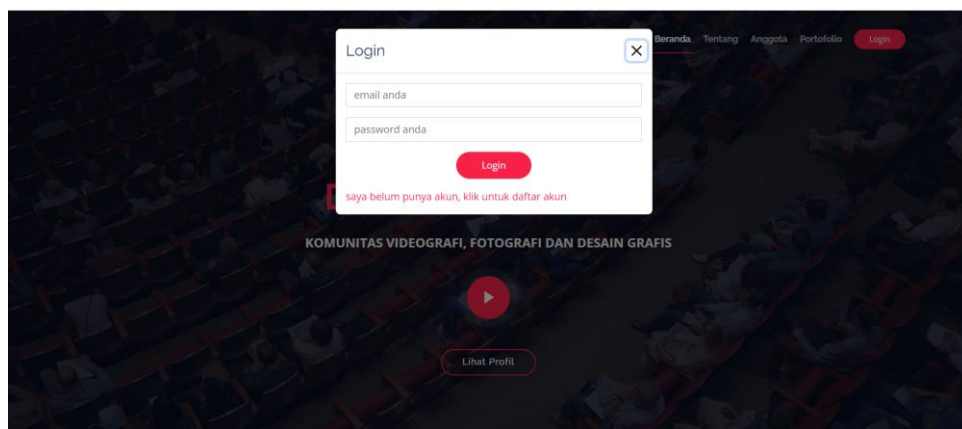 Beranda Tentang Anggota Portofolio Login
Login
email anda
password anda
Login
saya belum punya akun, klik untuk daftar akun
KOMUNITAS VIDEOGRAFI, FOTOGRAFI DAN DESAIN GRAFIS
Lihat Profil